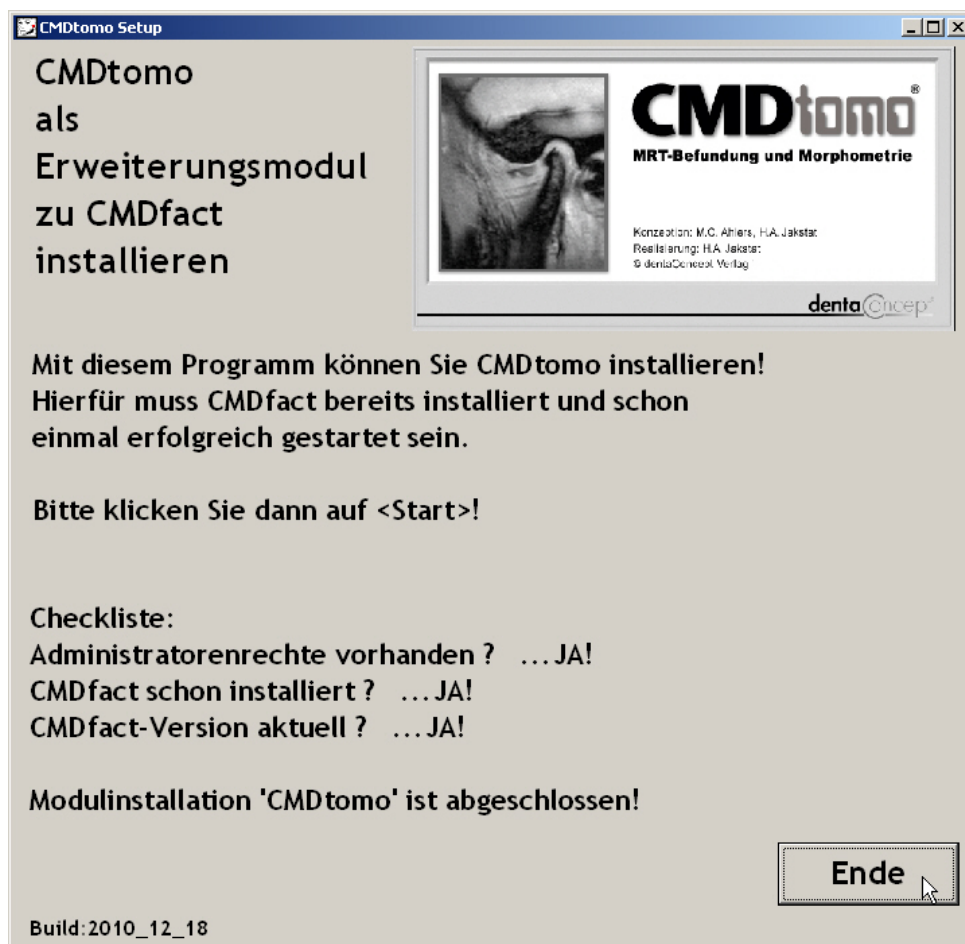 CMDtomo Setup
CMDtomo
als
Erweiterungsmodul
zu CMDfact
installieren
CMDtomo®
MRT-Befundung und Morphometrie
Konzeption: M.C. Ahlers, H.A. Jakstat
Realisierung: H.A. Jakstat
© dentaConcept Verlag
dentaConcept
Mit diesem Programm können Sie CMDtomo installieren!
Hierfür muss CMDfact bereits installiert und schon
einmal erfolgreich gestartet sein.
Bitte klicken Sie dann auf <Start>!
Checkliste:
Administratorenrechte vorhanden ? ...JA!
CMDfact schon installiert ? ...JA!
CMDfact-Version aktuell ? ...JA!
Modulinstallation 'CMDtomo' ist abgeschlossen!
Ende
Build:2010_12_18